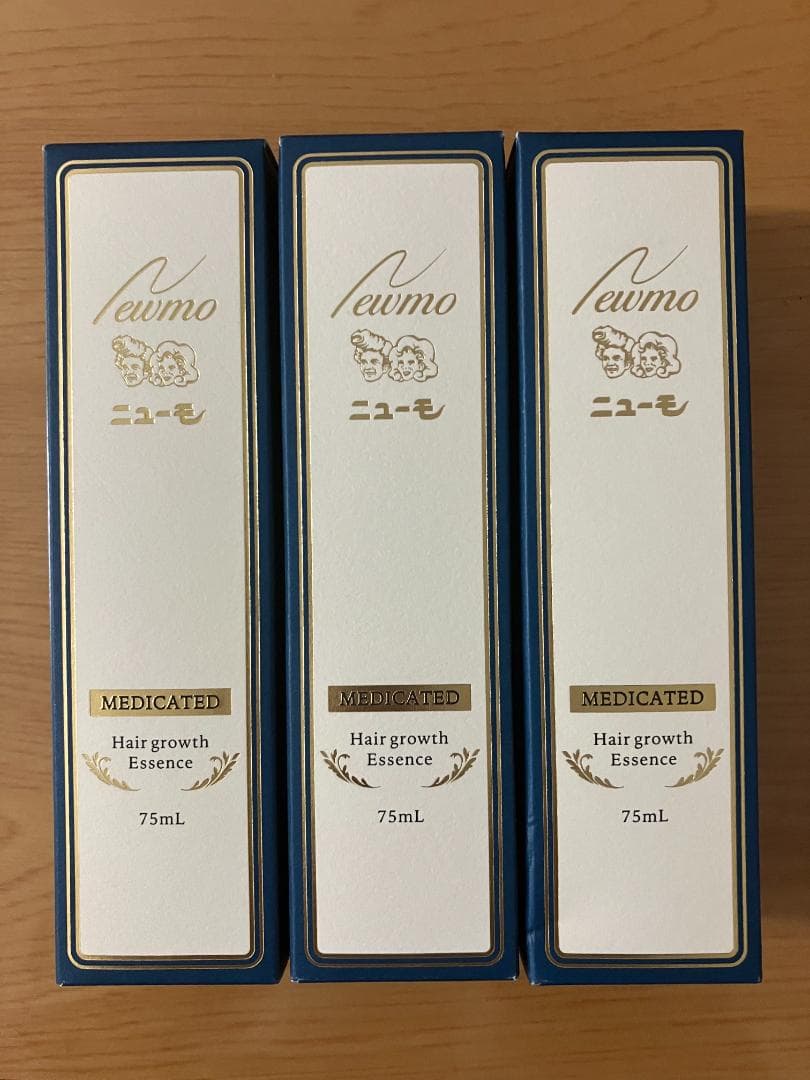 Newmo
ニューモ
MEDICATED
Hair growth
Essence
75mL
Newmo
ニューモ
MEDICATED
Hair growth
Essence
75mL
Newmo
ニューモ
MEDICATED
Hair growth
Essence
75mL